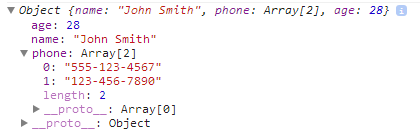 ▼ Object {name: "John Smith", phone: Array[2], age: 28} i
age: 28
name: "John Smith"
▼ phone: Array[2]
0: "555-123-4567"
1: "123-456-7890"
length: 2
▶ __proto__: Array[0]
▶ __proto__: Object